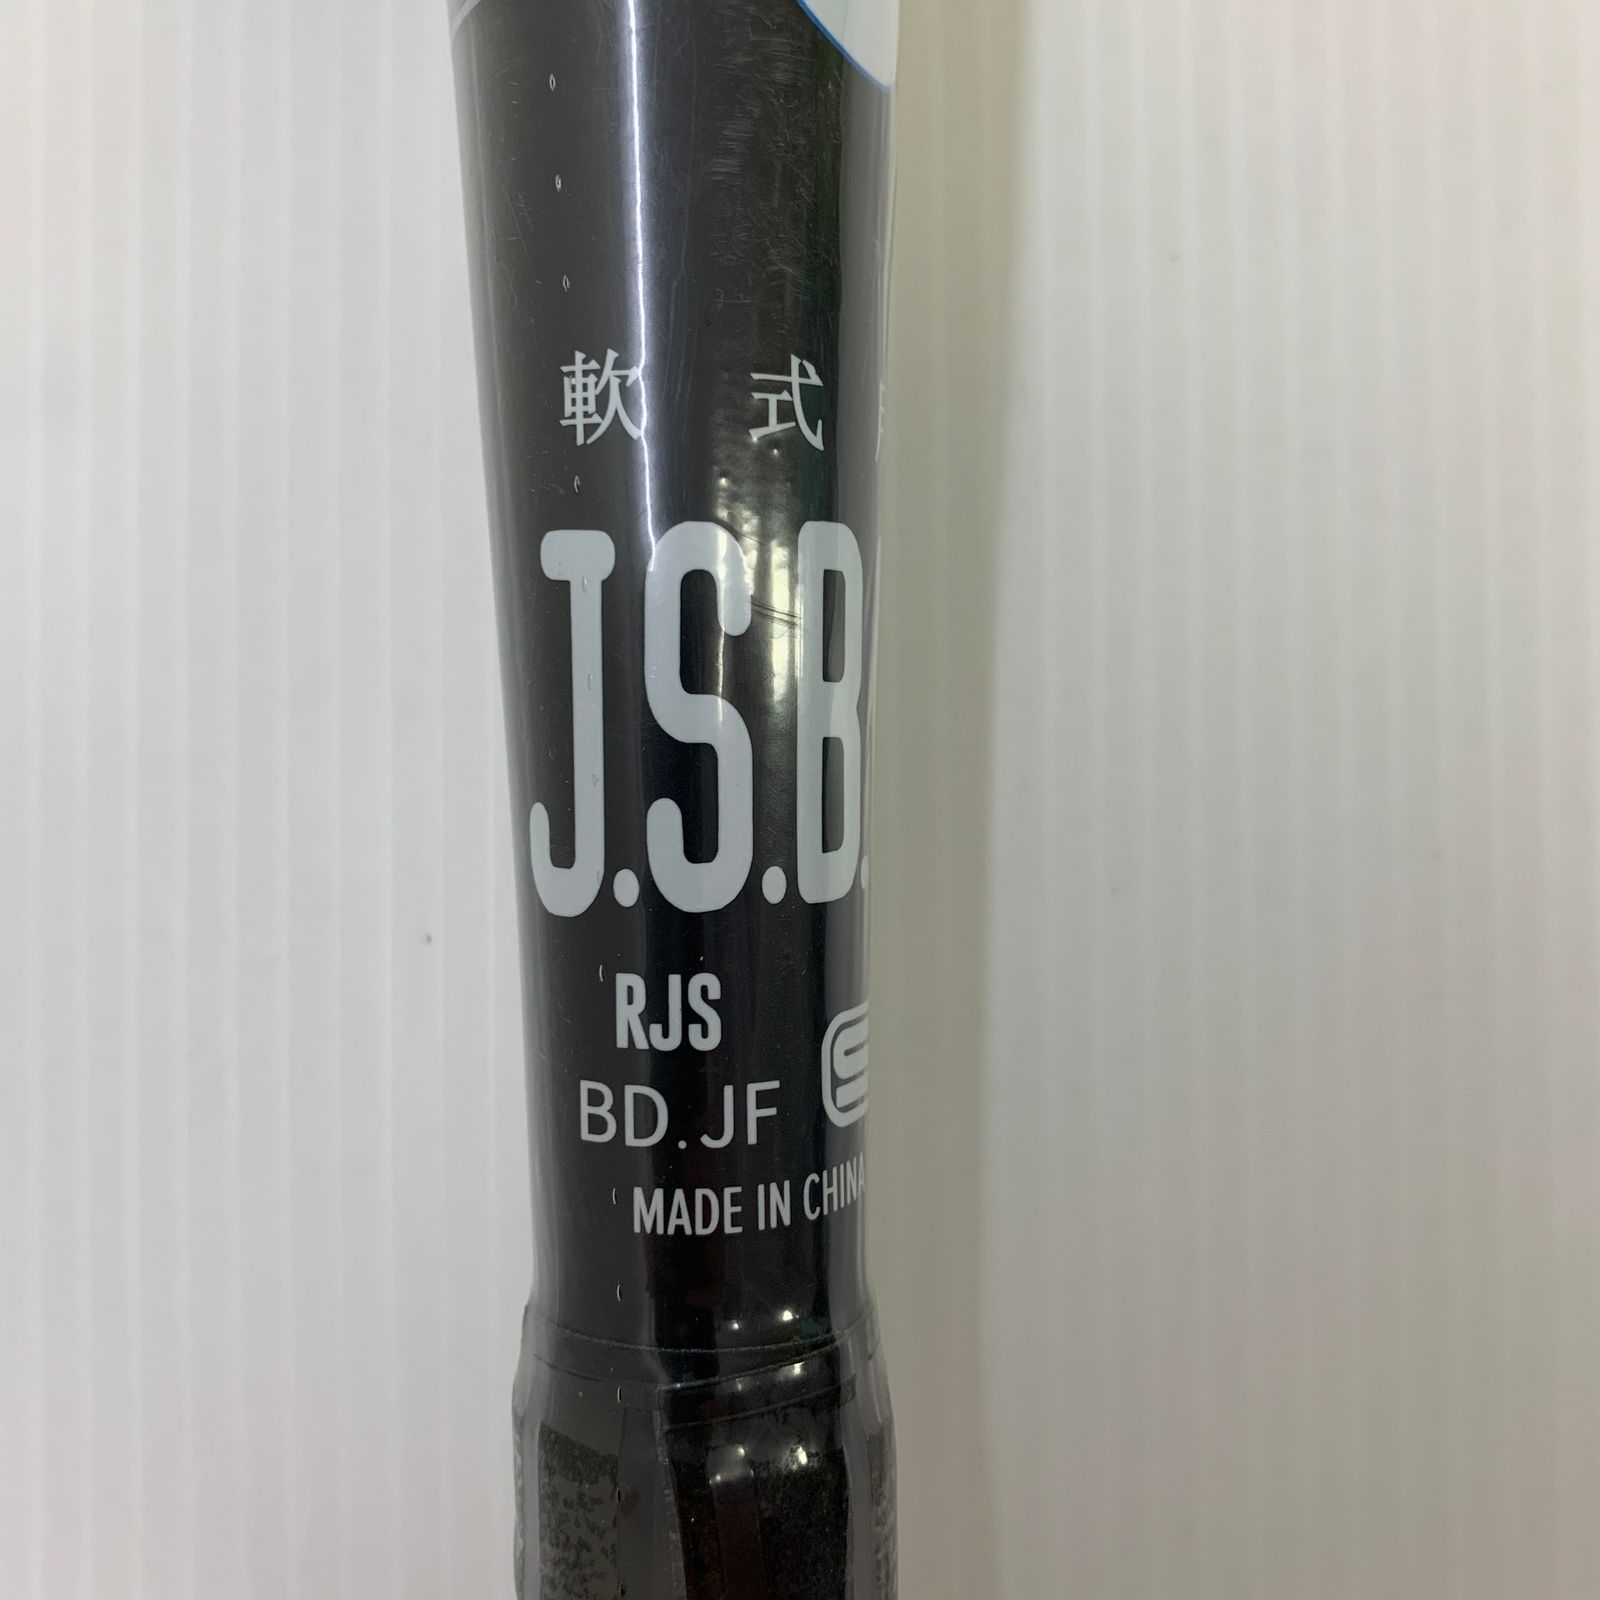 軟式
J.S.B.
RJS
BD.JF
MADE IN CHINA